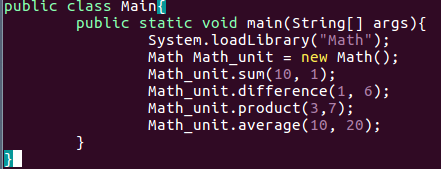 public class Main{
        public static void main(String[] args){
                System.loadLibrary("Math");
                Math Math_unit = new Math();
                Math_unit.sum(10, 1);
                Math_unit.difference(1, 6);
                Math_unit.product(3,7);
                Math_unit.average(10, 20);
        }
}